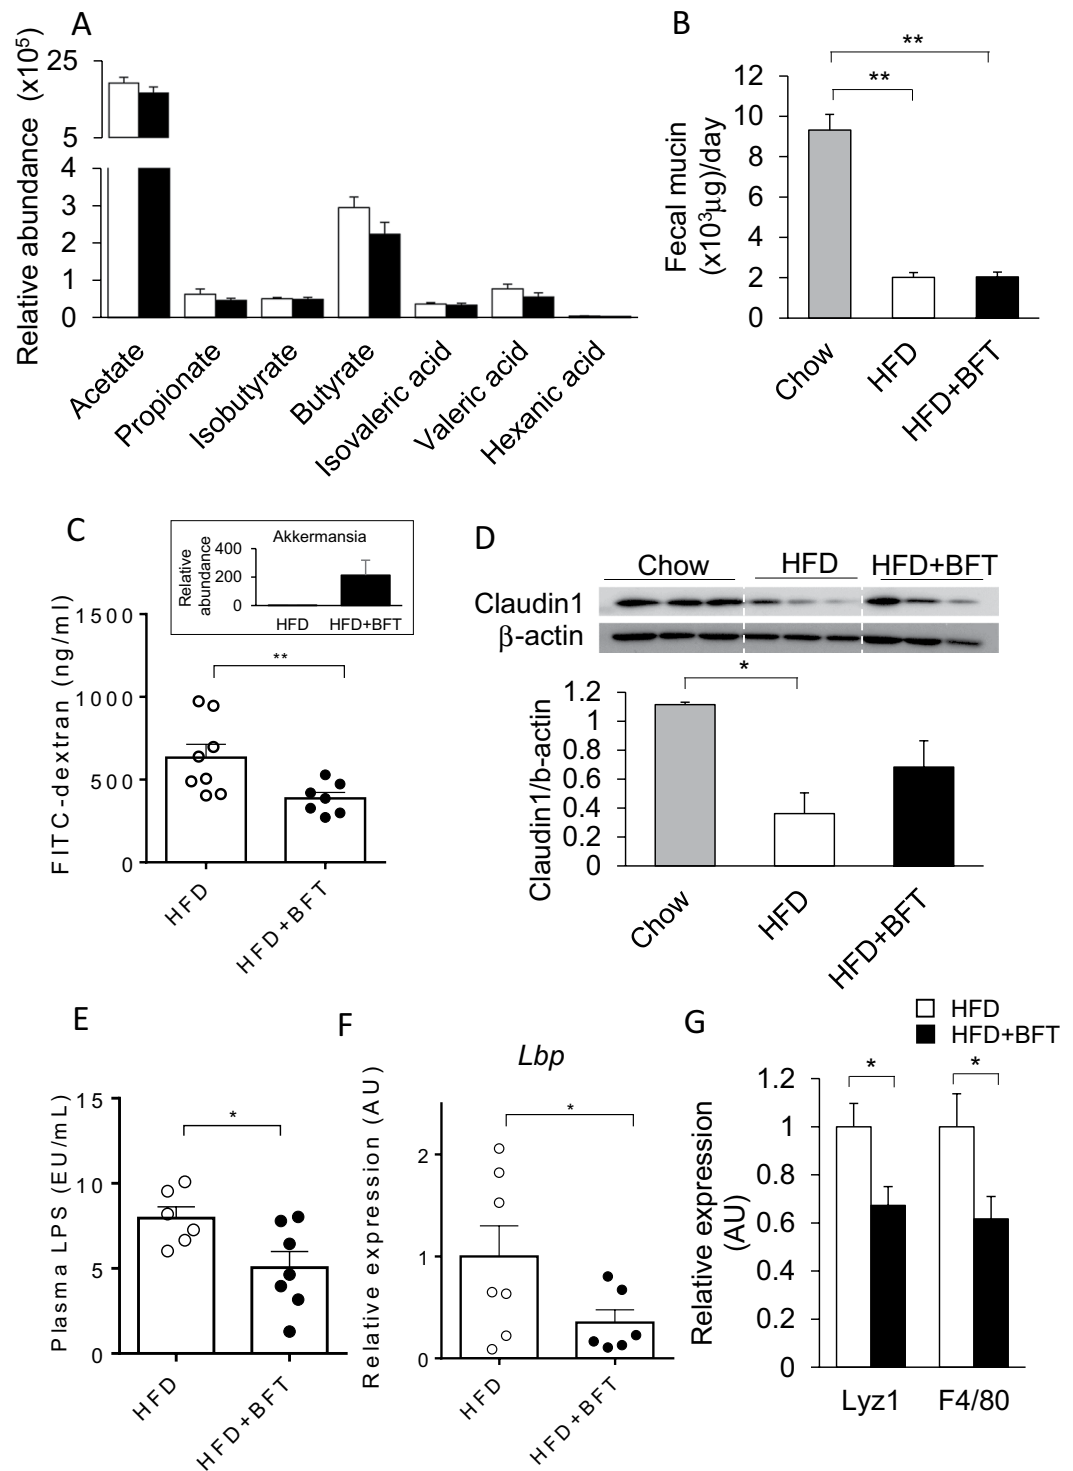 A
Relative abundance (x10⁵)
25
5
4
3
2
1
0
Acetate
Propionate
Isobutyrate
Butyrate
Isovaleric acid
Valeric acid
Hexanic acid
B
Fecal mucin
(x10³µg)/day
12
10
8
6
4
2
0
**
**
Chow
HFD
HFD+BFT
C
Akkermansia
Relative
abundance
400
200
0
HFD
HFD+BFT
FITC-dextran (ng/ml)
1500
1000
500
0
**
HFD
HFD+BFT
D
Chow
HFD
HFD+BFT
Claudin1
β-actin
Claudin1/b-actin
1.2
1
0.8
0.6
0.4
0.2
0
*
Chow
HFD
HFD+BFT
E
Plasma LPS (EU/mL)
15
10
5
0
*
HFD
HFD+BFT
F
Lbp
Relative expression (AU)
2
1
0
*
HFD
HFD+BFT
G
HFD
HFD+BFT
Relative expression
(AU)
1.2
1
0.8
0.6
0.4
0.2
0
*
*
Lyz1
F4/80